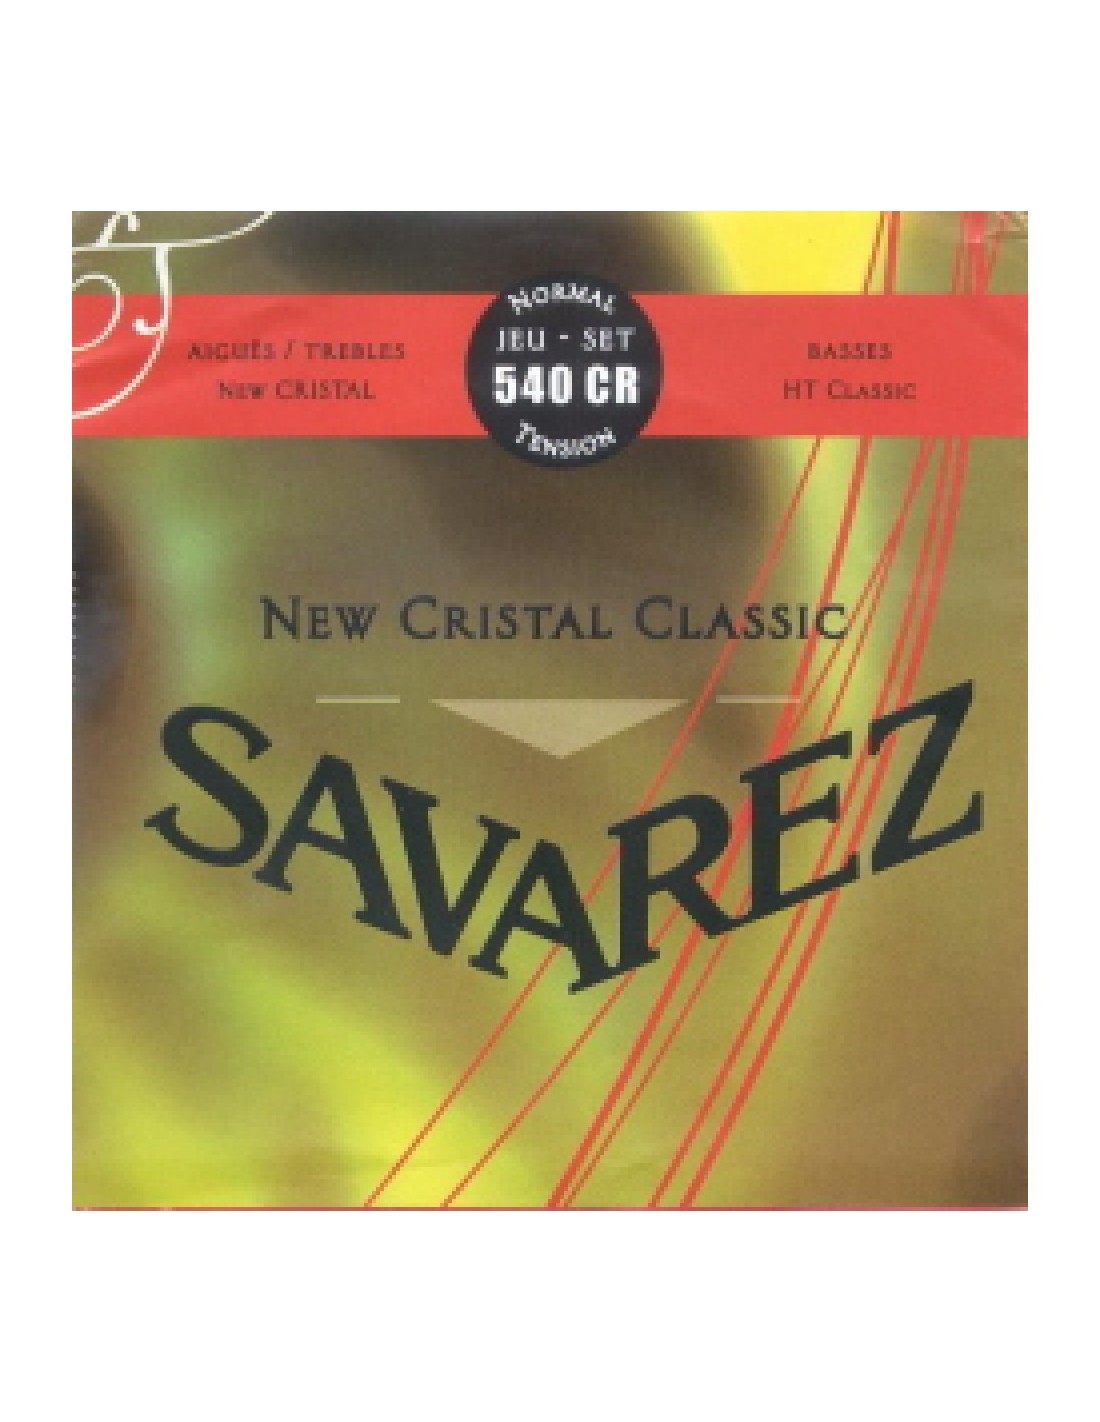 NORMAL
JEU - SET
540 CR
TENSION
AIGUËS / TREBLES
NEW CRISTAL
BASSES
HT CLASSIC
NEW CRISTAL CLASSIC
SAVAREZ